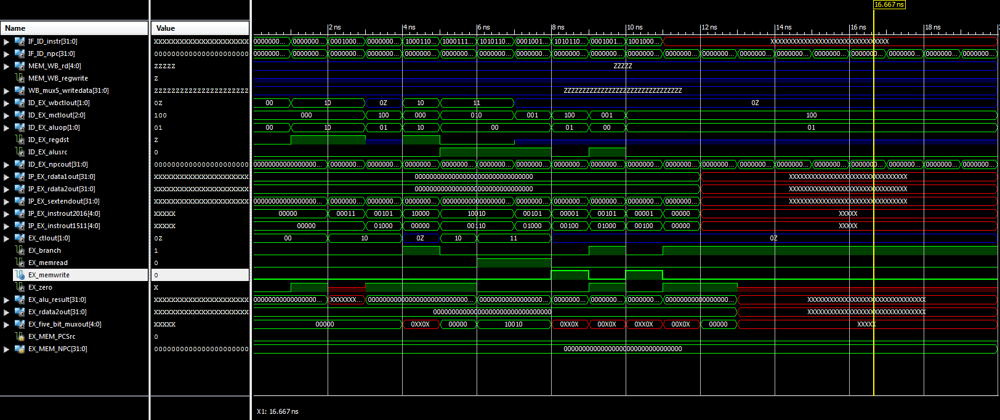 16.667 ns
Name Value 2 ns 4 ns 6 ns 8 ns 10 ns 12 ns 14 ns 16 ns 18 ns
IF_ID_instr[31:0] XXXXXXXXXXXXXXXXXXXXXX 0000000... 0000000... 0001000... 0000000... 1000110... 1000111... 1010110... 0001001... 1010110... 0001001... 1001000... XXXXXXXXXXXXXXXXXXXXXXXXXXXXXXXX
IF_ID_npc[31:0] 0000000000000000000000 0000000... 0000000... 0000000... 0000000... 0000000... 0000000... 0000000... 0000000... 0000000... 0000000... 0000000... 0000000... 0000000... 0000000... 0000000... 0000000... 0000000... 0000000... 0000000... 0000000...
MEM_WB_rd[4:0] ZZZZZ ZZZZZ
MEM_WB_regwrite Z
WB_mux5_writedata[31:0] ZZZZZZZZZZZZZZZZZZZZZZ ZZZZZZZZZZZZZZZZZZZZZZZZZZZZZZZZ
ID_EX_wbctlout[1:0] 0Z 00 10 0Z 10 11 0Z
ID_EX_mctlout[2:0] 100 000 100 000 010 001 100 001 100
ID_EX_aluop[1:0] 01 00 10 01 10 00 01 00 01
ID_EX_regdst Z
ID_EX_alusrc 0
ID_EX_npcout[31:0] 0000000000000000000000 00000000000000000... 0000000... 0000000... 0000000... 0000000... 0000000... 0000000... 0000000... 0000000... 0000000... 0000000... 0000000... 0000000... 0000000... 0000000... 0000000... 0000000... 0000000... 0000000...
IP_EX_rdata1out[31:0] XXXXXXXXXXXXXXXXXXXXXX 00000000000000000000000000000000 XXXXXXXXXXXXXXXXXXXXXXXXXXXXXXXX
IP_EX_rdata2out[31:0] XXXXXXXXXXXXXXXXXXXXXX 00000000000000000000000000000000 XXXXXXXXXXXXXXXXXXXXXXXXXXXXXXXX
IP_EX_sextendout[31:0] XXXXXXXXXXXXXXXXXXXXXX 00000000000000000... 0000000... 0000000... 0000000... 00000000000000000... 0000000... 0000000... 0000000... 0000000... 0000000... XXXXXXXXXXXXXXXXXXXXXXXXXXXXXXXX
IP_EX_instrout2016[4:0] XXXXX 00000 00011 00101 10000 10010 00101 00001 00101 00001 00000 XXXXX
IP_EX_instrout1511[4:0] XXXXX 00000 01000 00000 00110 01000 00100 01000 00100 00000 XXXXX
EX_ctlout[1:0] 0Z 00 10 0Z 10 11 0Z
EX_branch 1
EX_memread 0
EX_memwrite 0
EX_zero X
EX_alu_result[31:0] XXXXXXXXXXXXXXXXXXXXXX 00000000000000000... XXXXXXX... 00000000000000000000000000... 00000000000000000... 0000000... 0000000... 0000000... 00000000000000000... XXXXXXXXXXXXXXXXXXXXXXXXXXXXXXXX
EX_rdata2out[31:0] XXXXXXXXXXXXXXXXXXXXXX 00000000000000000000000000000000 XXXXXXXXXXXXXXXXXXXXXXXXXXXXXXXX
EX_five_bit_muxout[4:0] XXXXX 00000 0XX0X 00000 10010 0XX0X 00X0X 0XX0X 00X0X 00000 XXXXX
EX_MEM_PCSrc 0
EX_MEM_NPC[31:0] 0000000000000000000000 00000000000000000000000000000000
X1: 16.667 ns